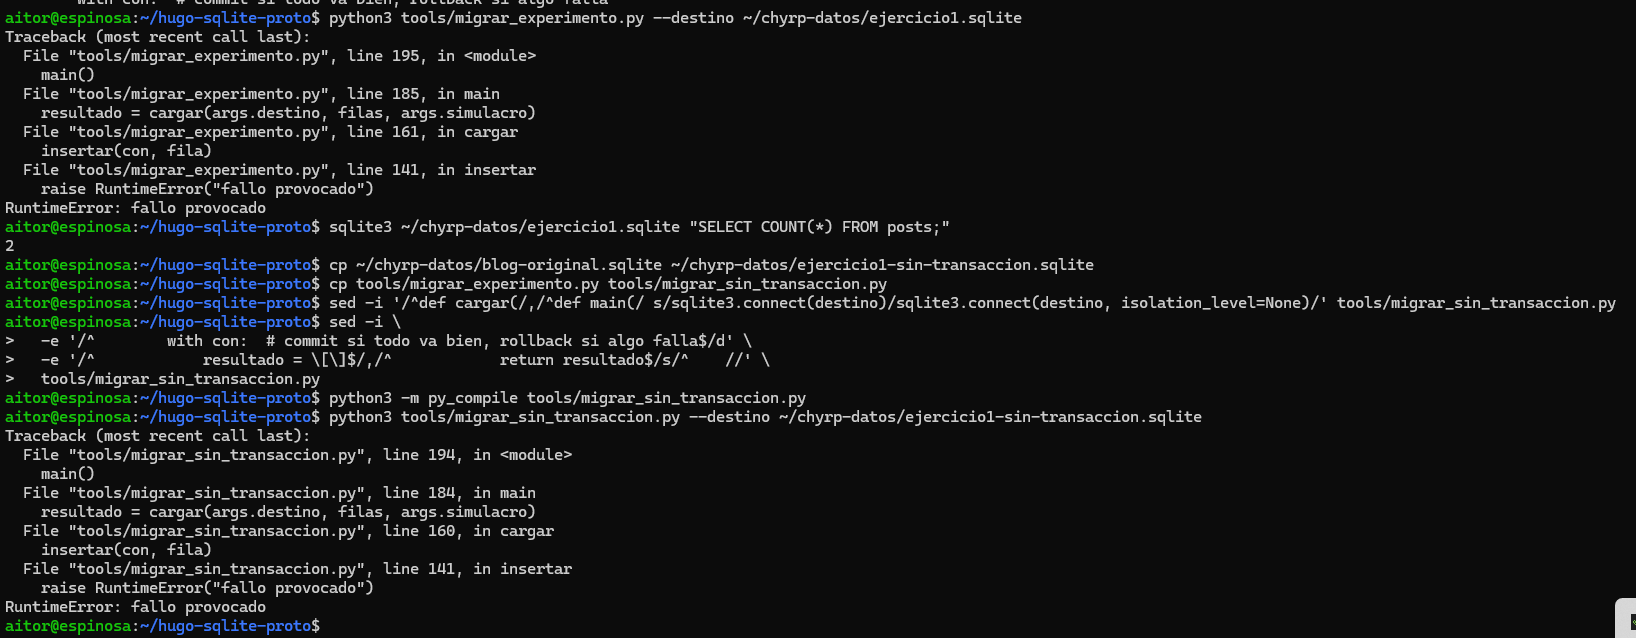 with con:  # commit si todo va bien, rollback si algo falla
aitor@espinosa:~/hugo-sqlite-proto$ python3 tools/migrar_experimento.py --destino ~/chyrp-datos/ejercicio1.sqlite
Traceback (most recent call last):
  File "tools/migrar_experimento.py", line 195, in <module>
    main()
  File "tools/migrar_experimento.py", line 185, in main
    resultado = cargar(args.destino, filas, args.simulacro)
  File "tools/migrar_experimento.py", line 161, in cargar
    insertar(con, fila)
  File "tools/migrar_experimento.py", line 141, in insertar
    raise RuntimeError("fallo provocado")
RuntimeError: fallo provocado
aitor@espinosa:~/hugo-sqlite-proto$ sqlite3 ~/chyrp-datos/ejercicio1.sqlite "SELECT COUNT(*) FROM posts;"
2
aitor@espinosa:~/hugo-sqlite-proto$ cp ~/chyrp-datos/blog-original.sqlite ~/chyrp-datos/ejercicio1-sin-transaccion.sqlite
aitor@espinosa:~/hugo-sqlite-proto$ cp tools/migrar_experimento.py tools/migrar_sin_transaccion.py
aitor@espinosa:~/hugo-sqlite-proto$ sed -i '/^def cargar(/,/^def main(/ s/sqlite3.connect(destino)/sqlite3.connect(destino, isolation_level=None)/' tools/migrar_sin_transaccion.py
aitor@espinosa:~/hugo-sqlite-proto$ sed -i \
>   -e '/^        with con:  # commit si todo va bien, rollback si algo falla$/d' \
>   -e '/^            resultado = \[\]$/,/^            return resultado$/s/^    //' \
>   tools/migrar_sin_transaccion.py
aitor@espinosa:~/hugo-sqlite-proto$ python3 -m py_compile tools/migrar_sin_transaccion.py
aitor@espinosa:~/hugo-sqlite-proto$ python3 tools/migrar_sin_transaccion.py --destino ~/chyrp-datos/ejercicio1-sin-transaccion.sqlite
Traceback (most recent call last):
  File "tools/migrar_sin_transaccion.py", line 194, in <module>
    main()
  File "tools/migrar_sin_transaccion.py", line 184, in main
    resultado = cargar(args.destino, filas, args.simulacro)
  File "tools/migrar_sin_transaccion.py", line 160, in cargar
    insertar(con, fila)
  File "tools/migrar_sin_transaccion.py", line 141, in insertar
    raise RuntimeError("fallo provocado")
RuntimeError: fallo provocado
aitor@espinosa:~/hugo-sqlite-proto$